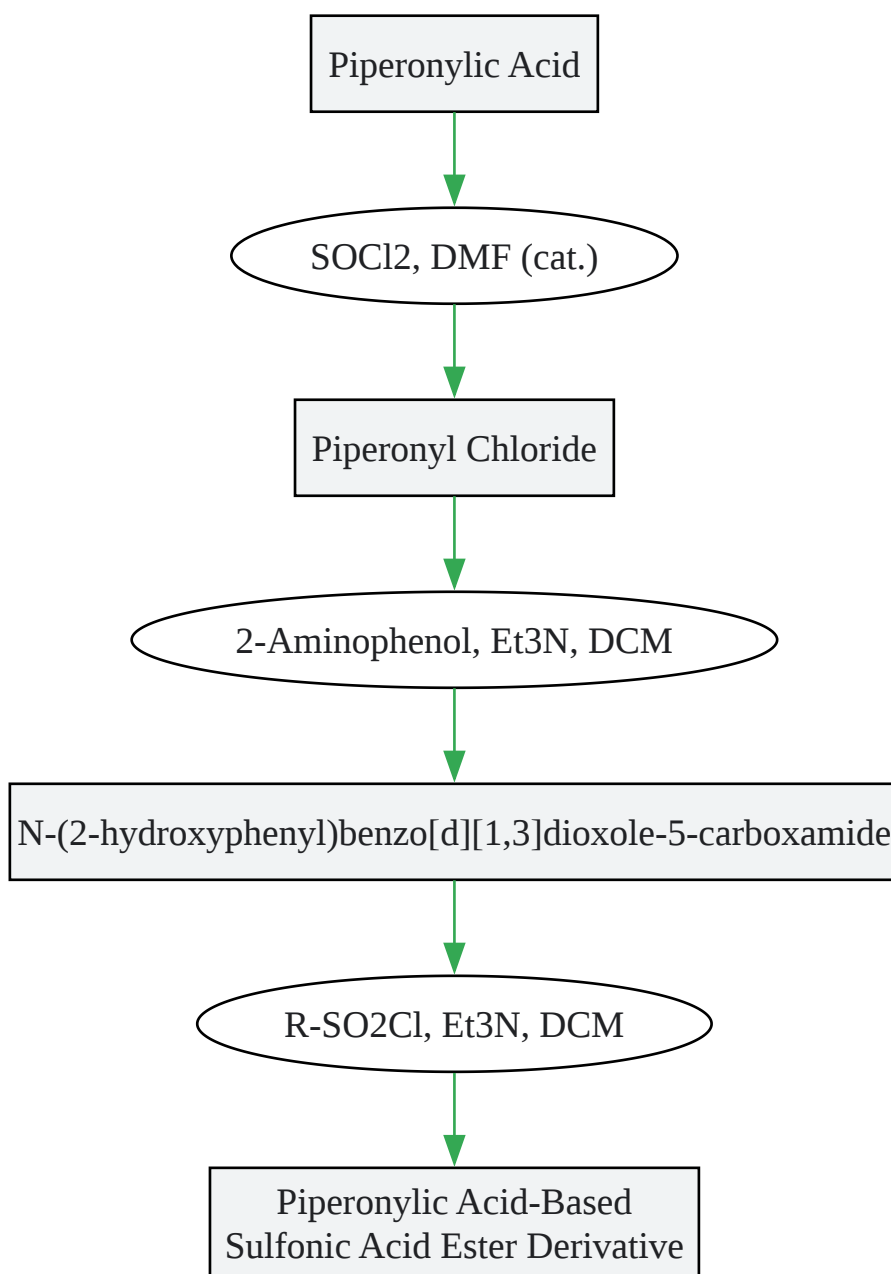 Piperonylic Acid
SOCl2, DMF (cat.)
Piperonyl Chloride
2-Aminophenol, Et3N, DCM
N-(2-hydroxyphenyl)benzo[d][1,3]dioxole-5-carboxamide
R-SO2Cl, Et3N, DCM
Piperonylic Acid-Based
Sulfonic Acid Ester Derivative